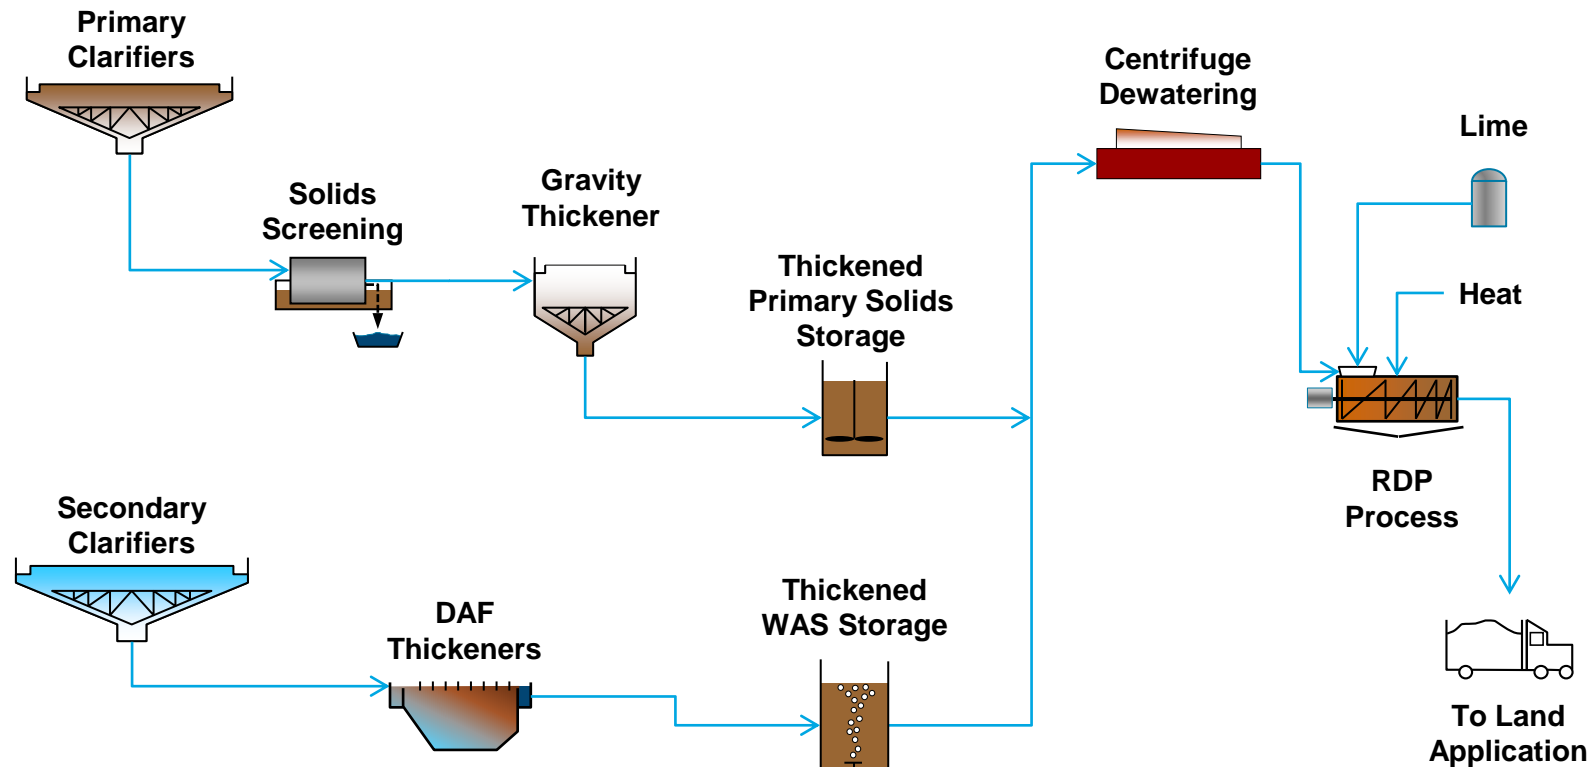 Primary
Clarifiers
Solids
Screening
Gravity
Thickener
Thickened
Primary Solids
Storage
Centrifuge
Dewatering
Lime
Heat
RDP
Process
Secondary
Clarifiers
DAF
Thickeners
Thickened
WAS Storage
To Land
Application